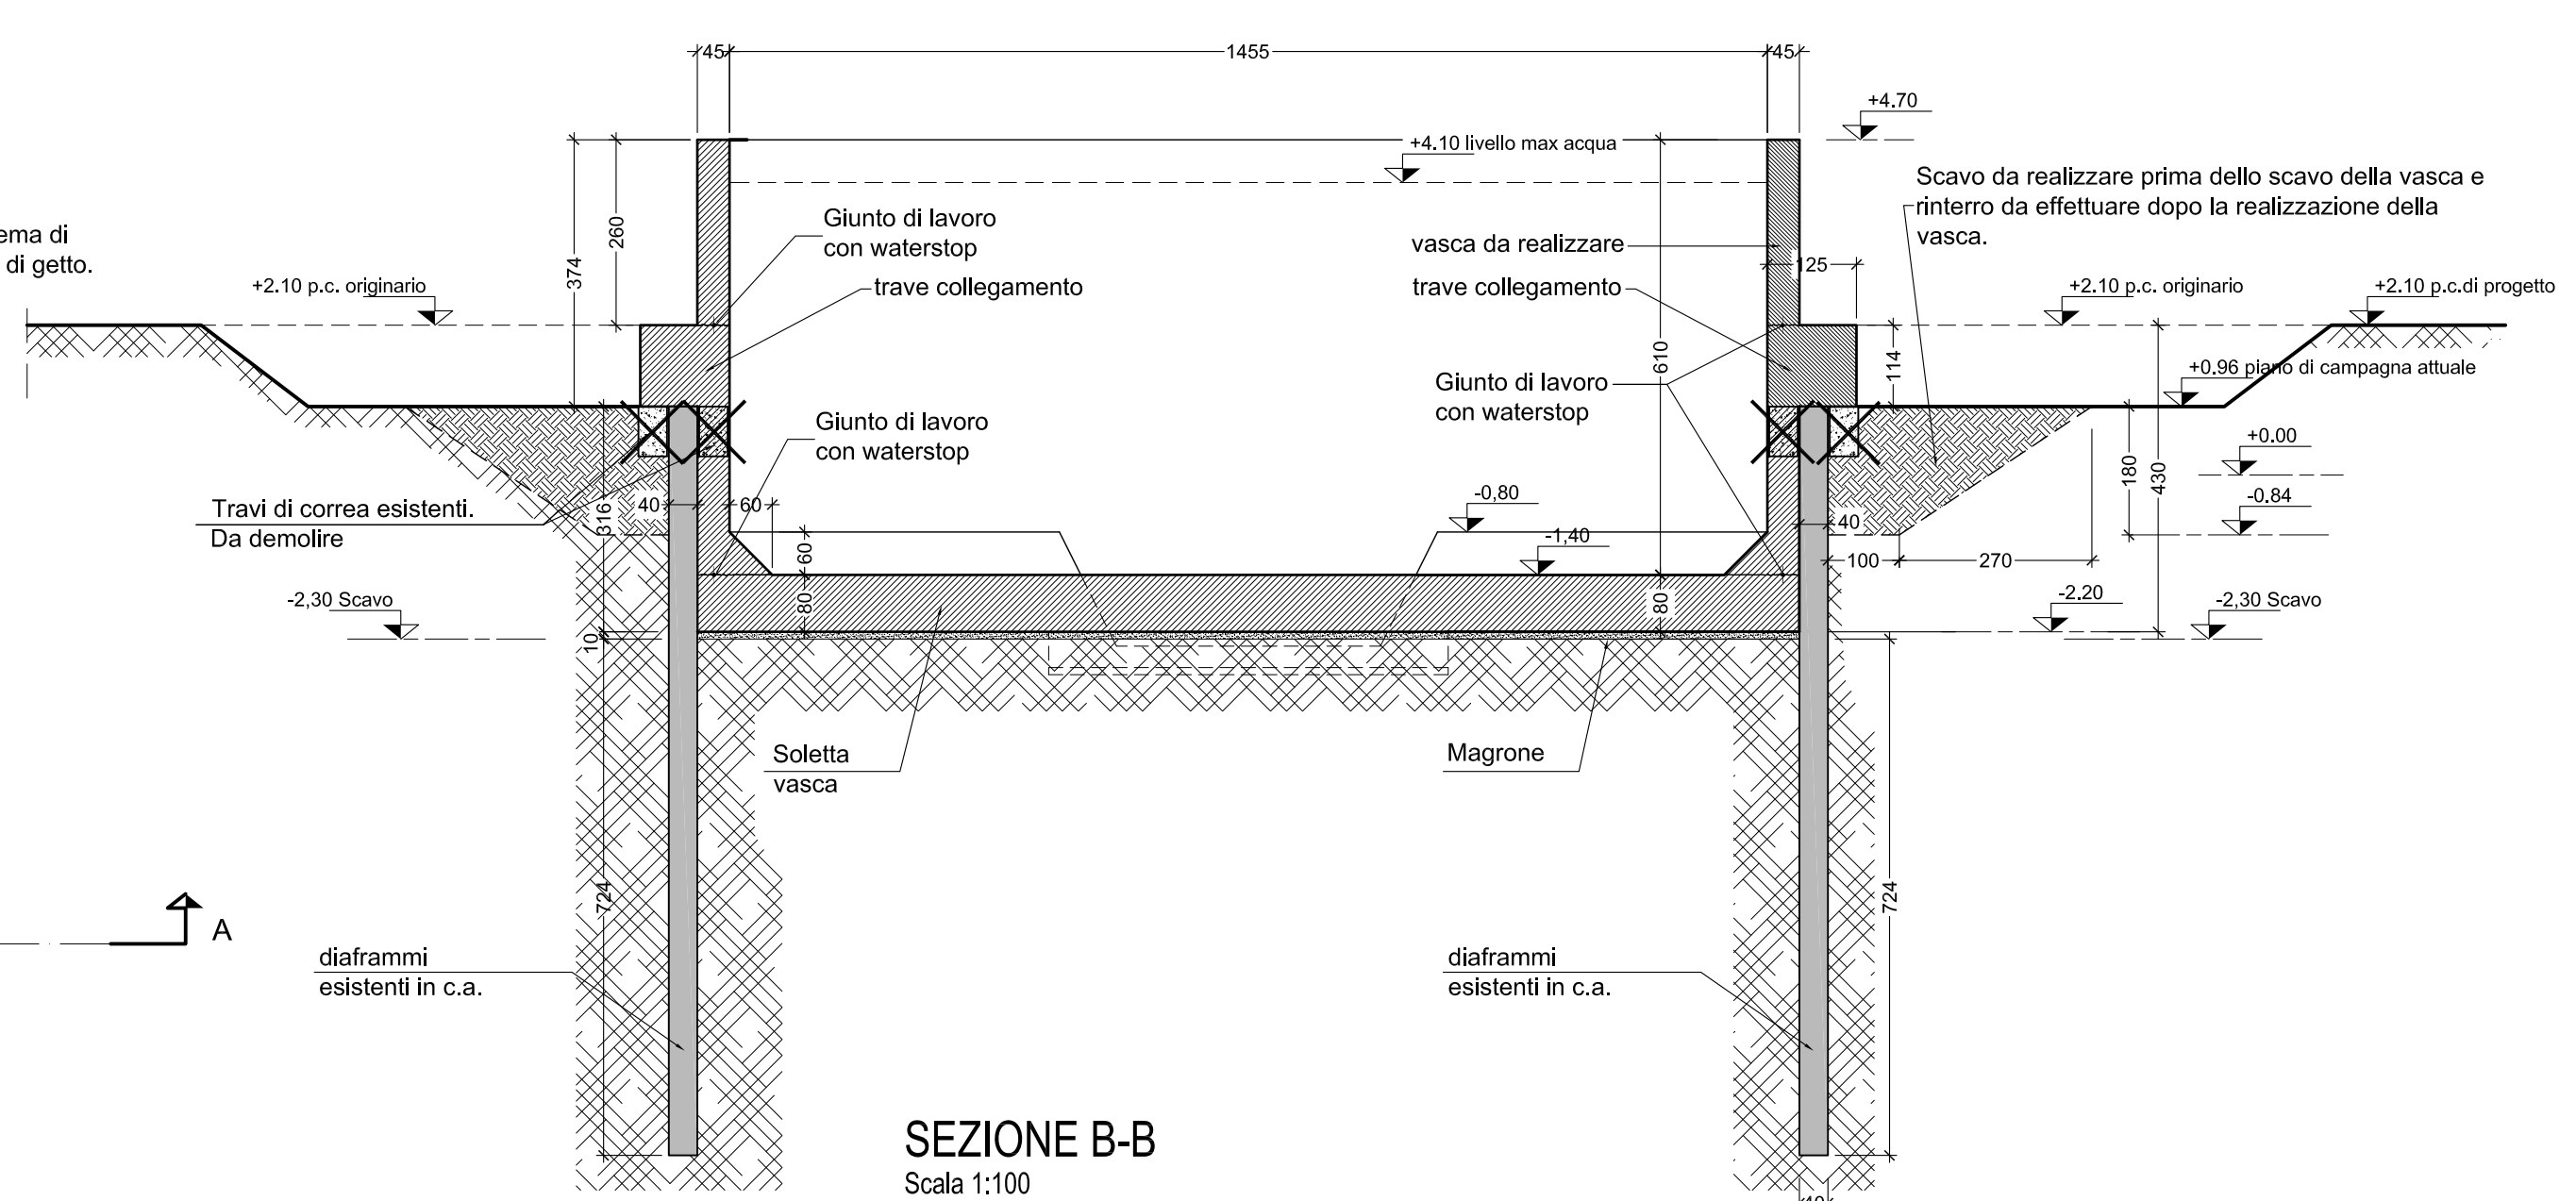 45
1455
45
+4.70
+4.10 livello max acqua
Scavo da realizzare prima dello scavo della vasca e
rinterro da effettuare dopo la realizzazione della
vasca.
ema di
di getto.
260
374
Giunto di lavoro
con waterstop
vasca da realizzare
125
+2.10 p.c. originario
trave collegamento
trave collegamento
+2.10 p.c. originario
+2.10 p.c.di progetto
610
114
+0.96 piano di campagna attuale
Giunto di lavoro
con waterstop
Giunto di lavoro
con waterstop
+0.00
180
430
-0.84
Travi di correa esistenti.
Da demolire
316
40
60
-0,80
40
60
-1,40
100
270
-2,30 Scavo
80
80
-2.20
-2,30 Scavo
10
Soletta
vasca
Magrone
724
724
A
diaframmi
esistenti in c.a.
diaframmi
esistenti in c.a.
SEZIONE B-B
Scala 1:100
40